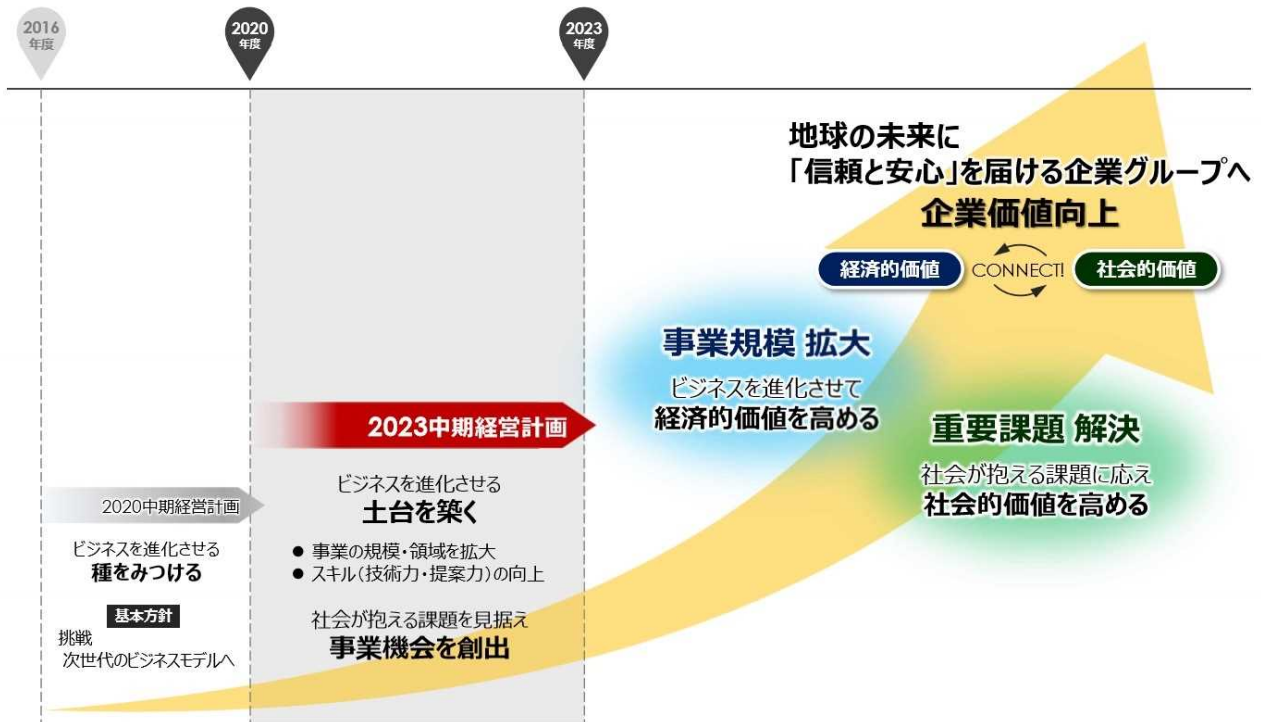 2016
年度
2020
年度
2023
年度
地球の未来に
「信頼と安心」を届ける企業グループへ
企業価値向上
経済的価値 CONNECT! 社会的価値
事業規模 拡大
ビジネスを進化させて
経済的価値を高める
重要課題 解決
社会が抱える課題に応え
社会的価値を高める
2023中期経営計画
ビジネスを進化させる
土台を築く
● 事業の規模・領域を拡大
● スキル（技術力・提案力）の向上
社会が抱える課題を見据え
事業機会を創出
2020中期経営計画
ビジネスを進化させる
種をみつける
基本方針
挑戦
次世代のビジネスモデルへ